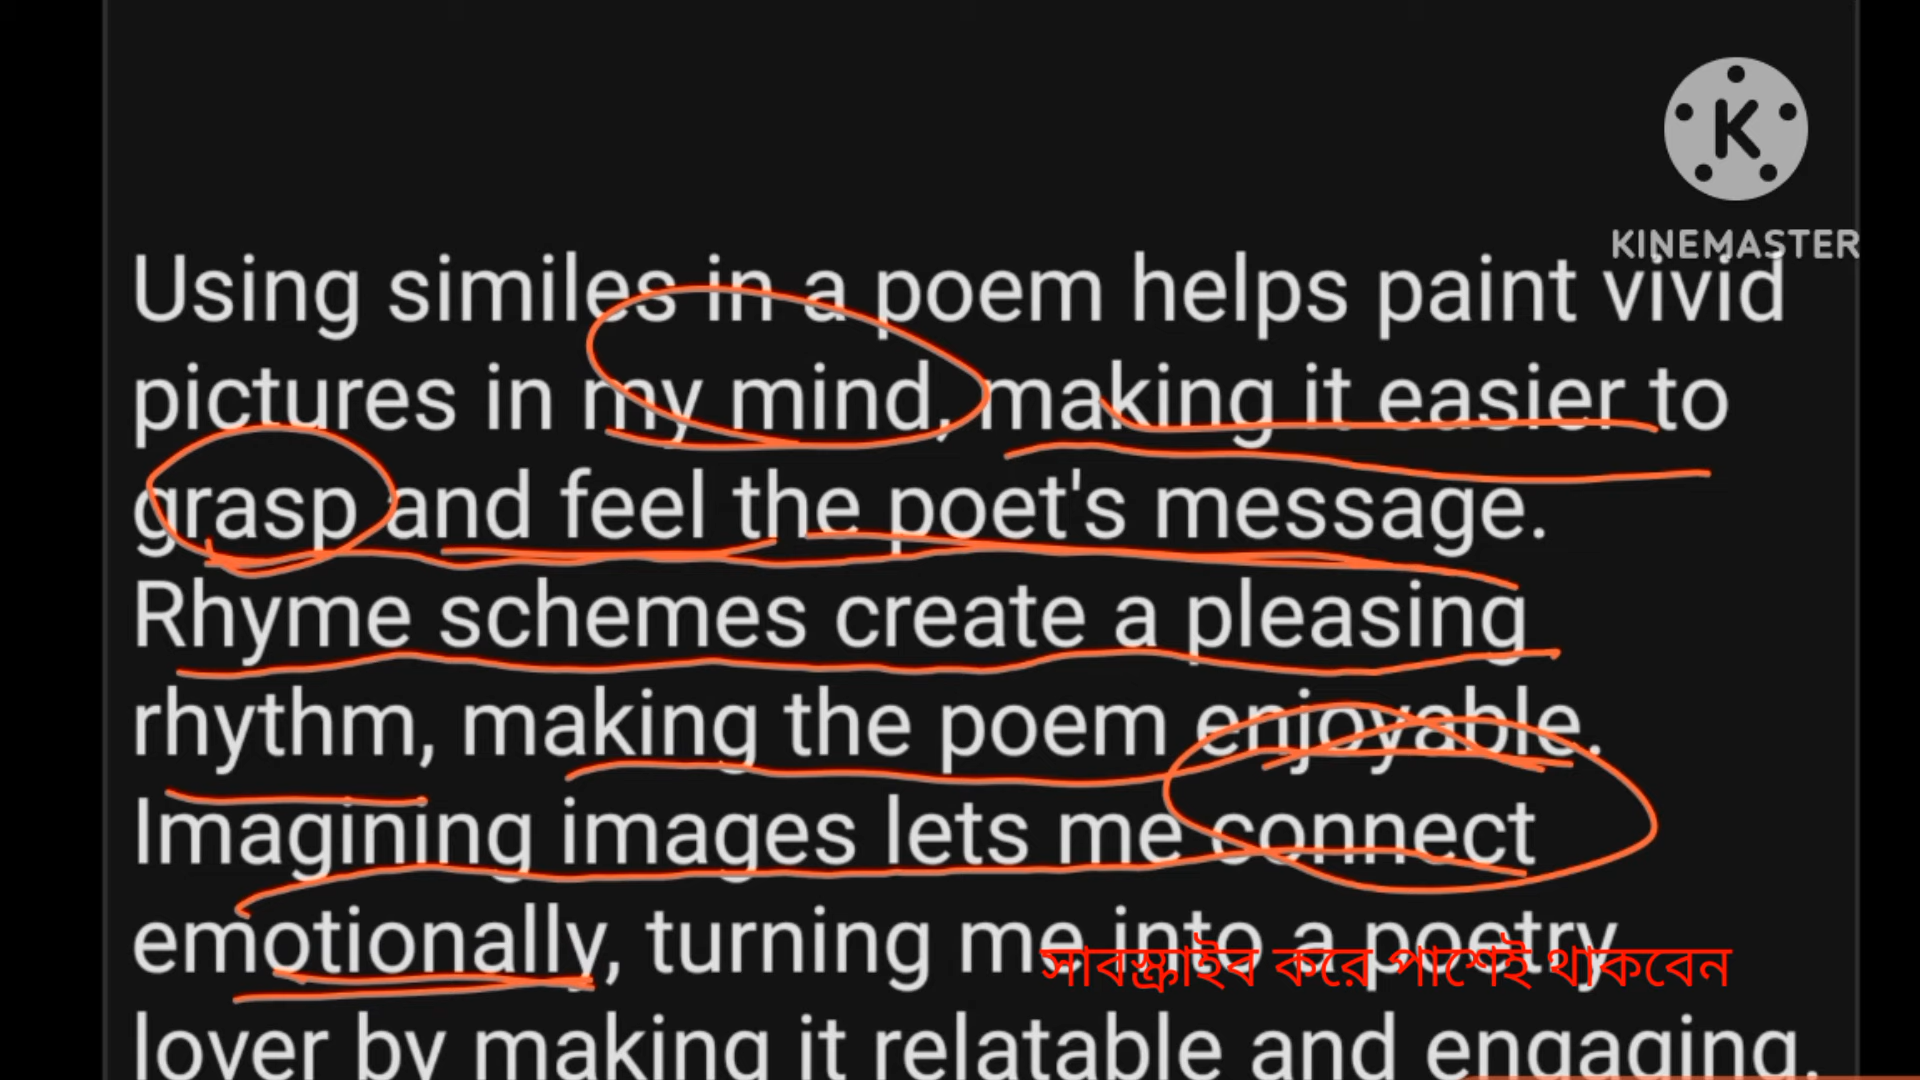 KINEMASTER
Using similes in a poem helps paint vivid
pictures in my mind, making it easier to
grasp and feel the poet's message.
Rhyme schemes create a pleasing
rhythm, making the poem enjoyable.
Imagining images lets me connect
emotionally, turning me into a poetry
সাবস্ক্রাইব করে পাশেই থাকবেন
lover by making it relatable and engaging.